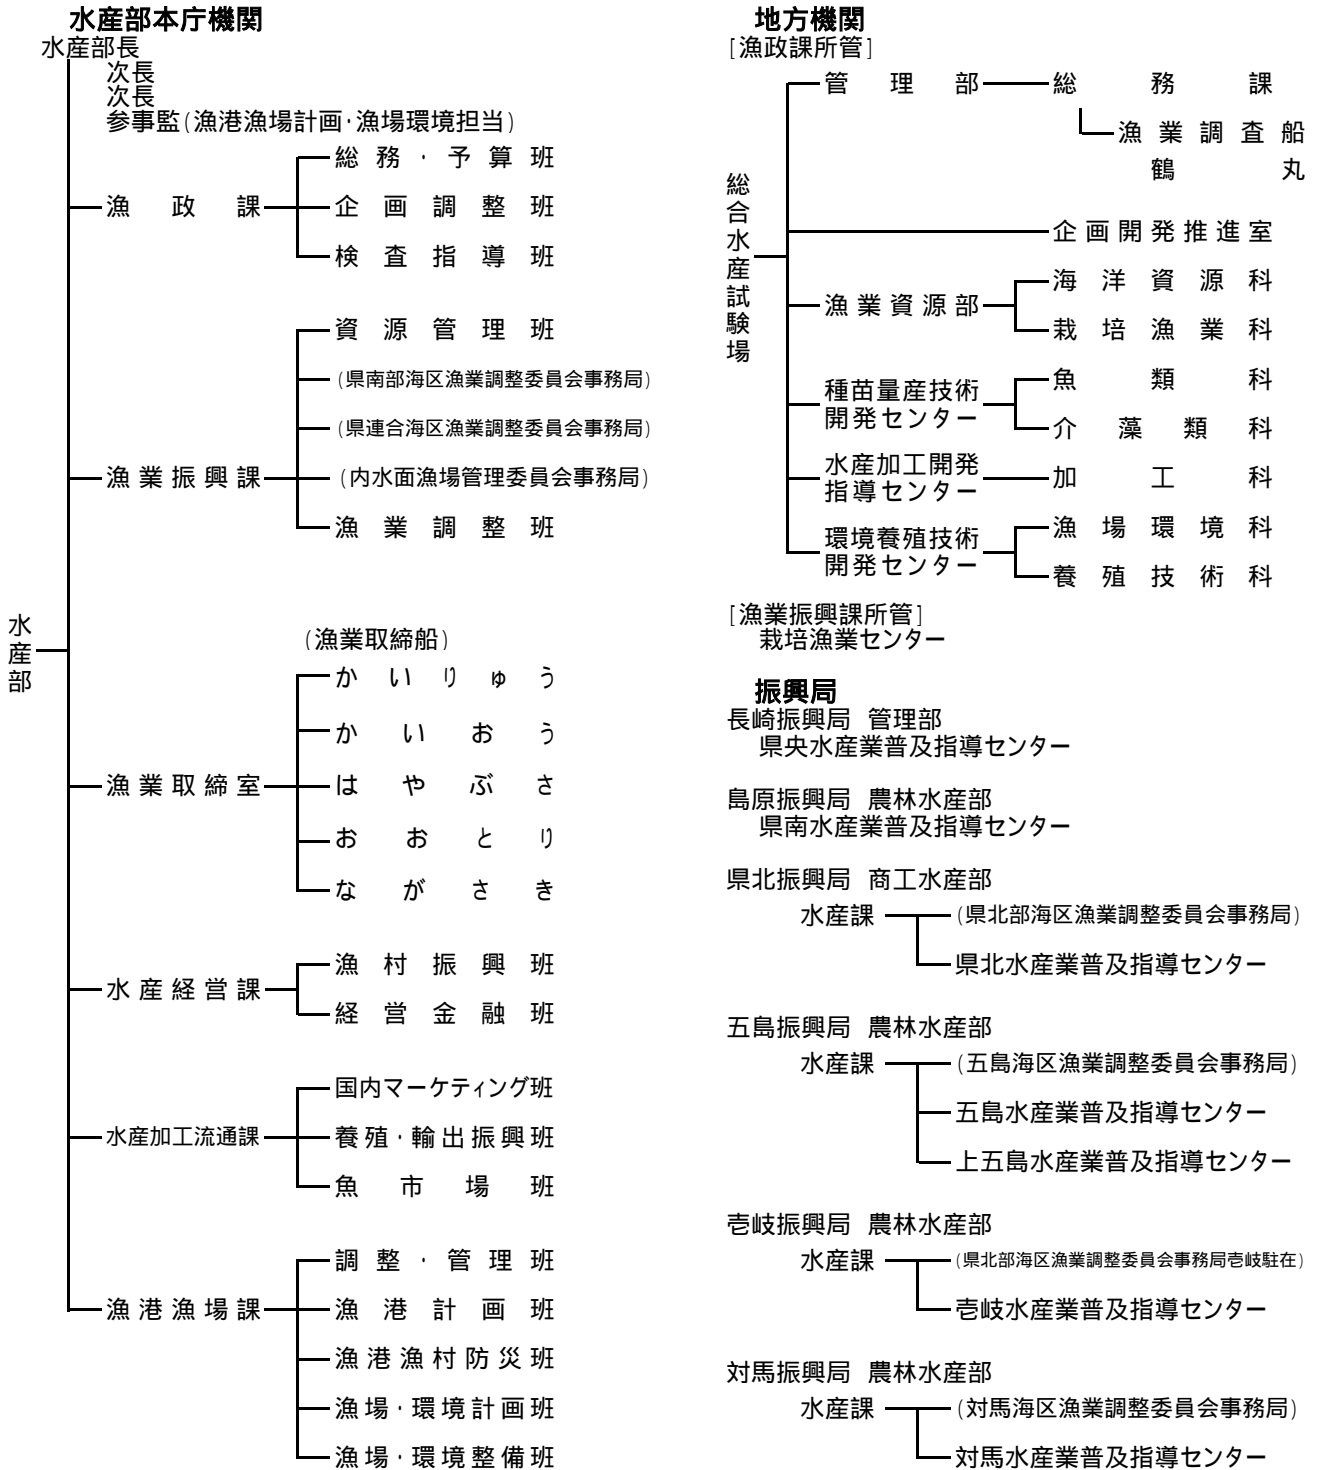 水産部本庁機関
水産部長
次長
次長
参事監(漁港漁場計画・漁場環境担当)
水産部
漁政課
総務・予算班
企画調整班
検査指導班
漁業振興課
資源管理班
(県南部海区漁業調整委員会事務局)
(県連合海区漁業調整委員会事務局)
(内水面漁場管理委員会事務局)
漁業調整班
漁業取締室
(漁業取締船)
かいりゅう
かいおう
はやぶさ
おおとり
ながさき
水産経営課
漁村振興班
経営金融班
水産加工流通課
国内マーケティング班
養殖・輸出振興班
魚市場班
漁港漁場課
調整・管理班
漁港計画班
漁港漁村防災班
漁場・環境計画班
漁場・環境整備班
地方機関
[漁政課所管]
総合水産試験場
管理部
総務課
漁業調査船
鶴丸
企画開発推進室
漁業資源部
海洋資源科
栽培漁業科
種苗量産技術
開発センター
魚類科
介藻類科
水産加工開発
指導センター
加工科
環境養殖技術
開発センター
漁場環境科
養殖技術科
[漁業振興課所管]
栽培漁業センター
振興局
長崎振興局 管理部
県央水産業普及指導センター
島原振興局 農林水産部
県南水産業普及指導センター
県北振興局 商工水産部
水産課
(県北部海区漁業調整委員会事務局)
県北水産業普及指導センター
五島振興局 農林水産部
水産課
(五島海区漁業調整委員会事務局)
五島水産業普及指導センター
上五島水産業普及指導センター
壱岐振興局 農林水産部
水産課
(県北部海区漁業調整委員会事務局壱岐駐在)
壱岐水産業普及指導センター
対馬振興局 農林水産部
水産課
(対馬海区漁業調整委員会事務局)
対馬水産業普及指導センター